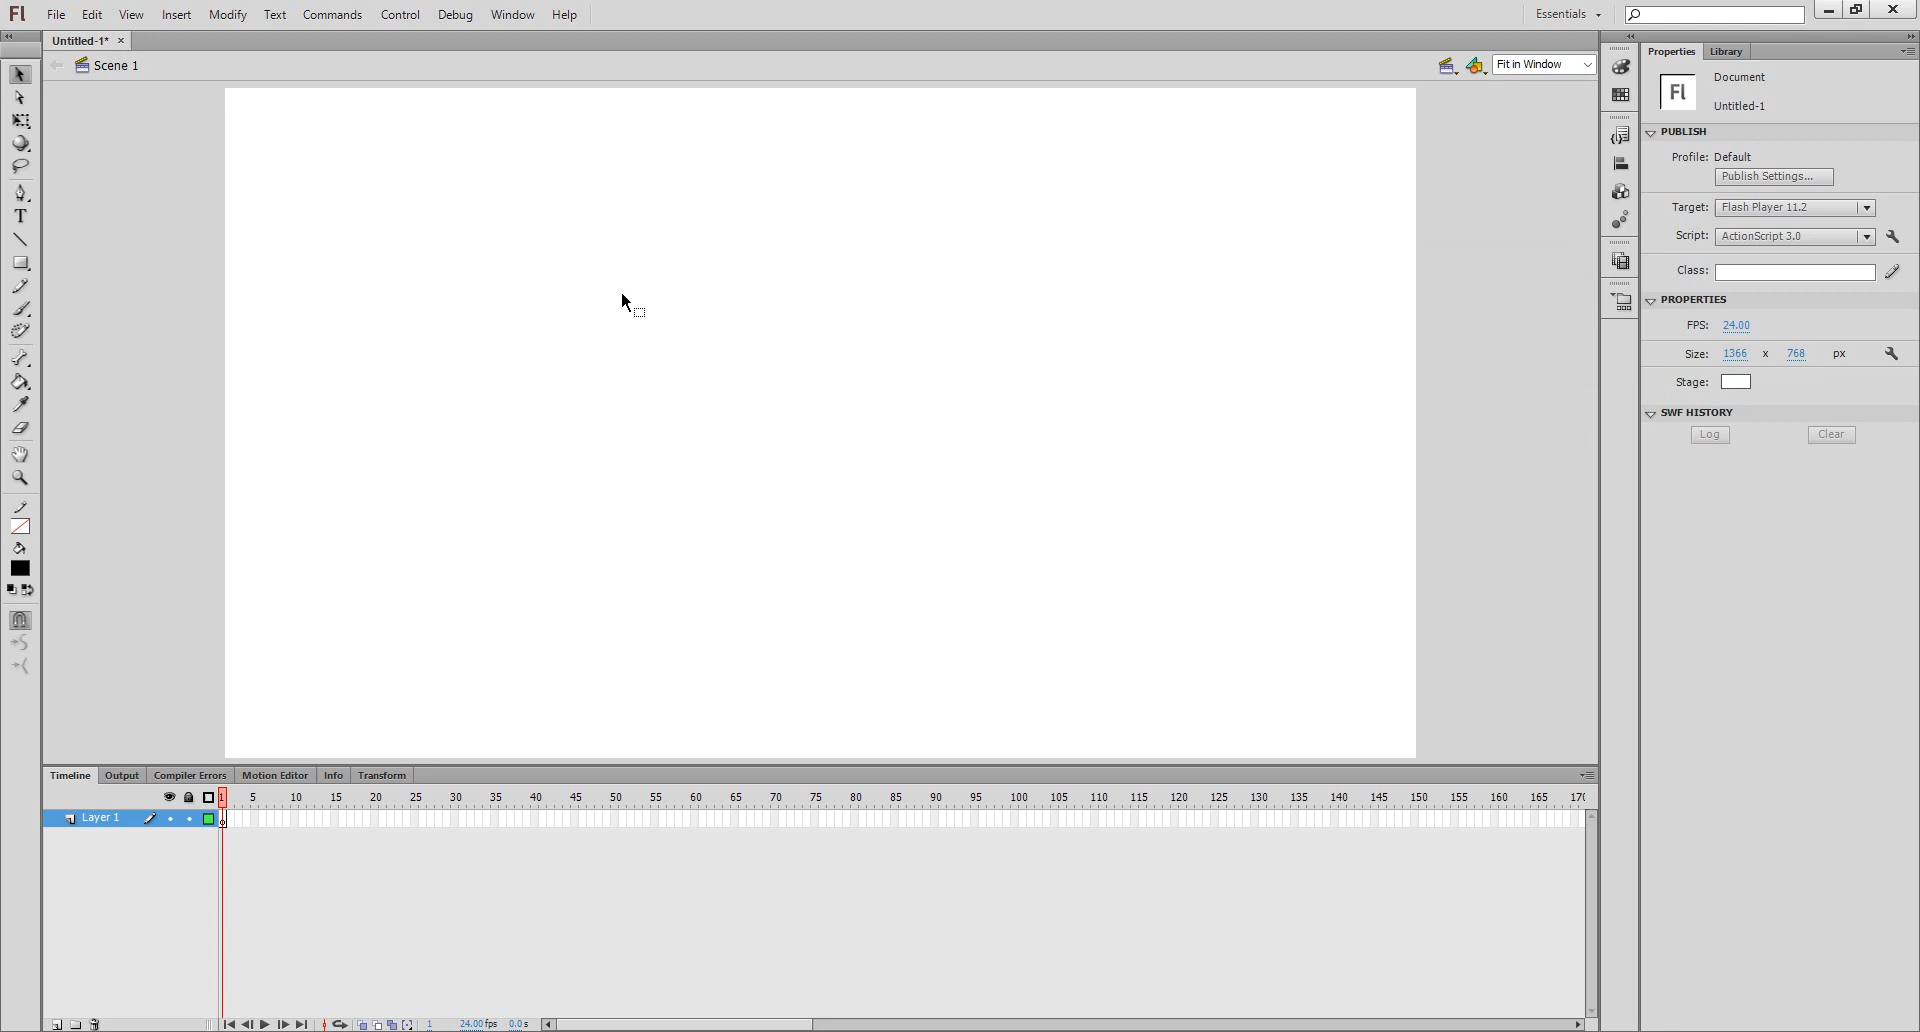 Fl File Edit View Insert Modify Text Commands Control Debug Window Help Essentials
Untitled-1* ×
Scene 1 Fit in Window
T
Properties Library
Fl Document
Untitled-1
PUBLISH
Profile: Default
Publish Settings...
Target: Flash Player 11.2
Script: ActionScript 3.0
Class:
PROPERTIES
FPS: 24.00
Size: 1366 x 768 px
Stage:
SWF HISTORY
Log Clear
Timeline Output Compiler Errors Motion Editor Info Transform
1 5 10 15 20 25 30 35 40 45 50 55 60 65 70 75 80 85 90 95 100 105 110 115 120 125 130 135 140 145 150 155 160 165 170
Layer 1
1 24.00 fps 0.0 s